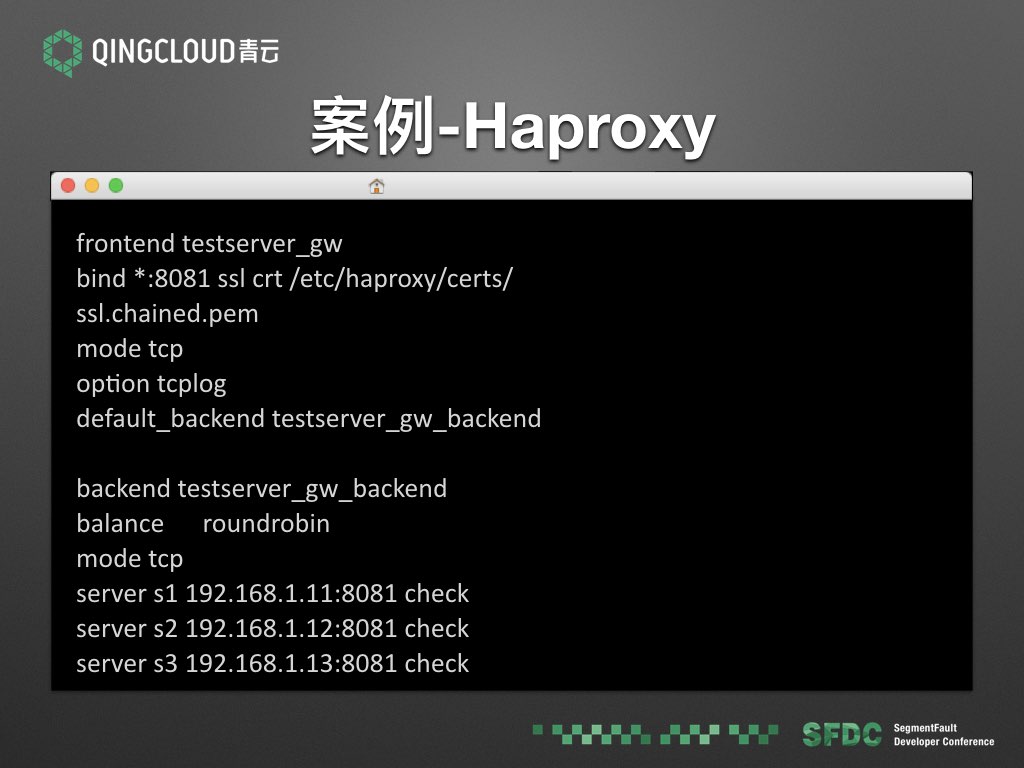 QINGCLOUD青云
案例-Haproxy
frontend testserver_gw
bind *:8081 ssl crt /etc/haproxy/certs/
ssl.chained.pem
mode tcp
option tcplog
default_backend testserver_gw_backend
backend testserver_gw_backend
balance roundrobin
mode tcp
server s1 192.168.1.11:8081 check
server s2 192.168.1.12:8081 check
server s3 192.168.1.13:8081 check
SFDC
SegmentFault
Developer Conference